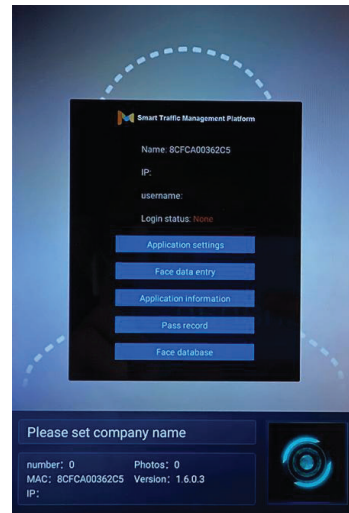 Smart Traffic Management Platform
Name: 8CFCA00362C5
IP:
username:
Login status: None
Application settings
Face data entry
Application information
Pass record
Face database
Please set company name
number: 0 Photos: 0
MAC: 8CFCA00362C5 Version: 1.6.0.3
IP: